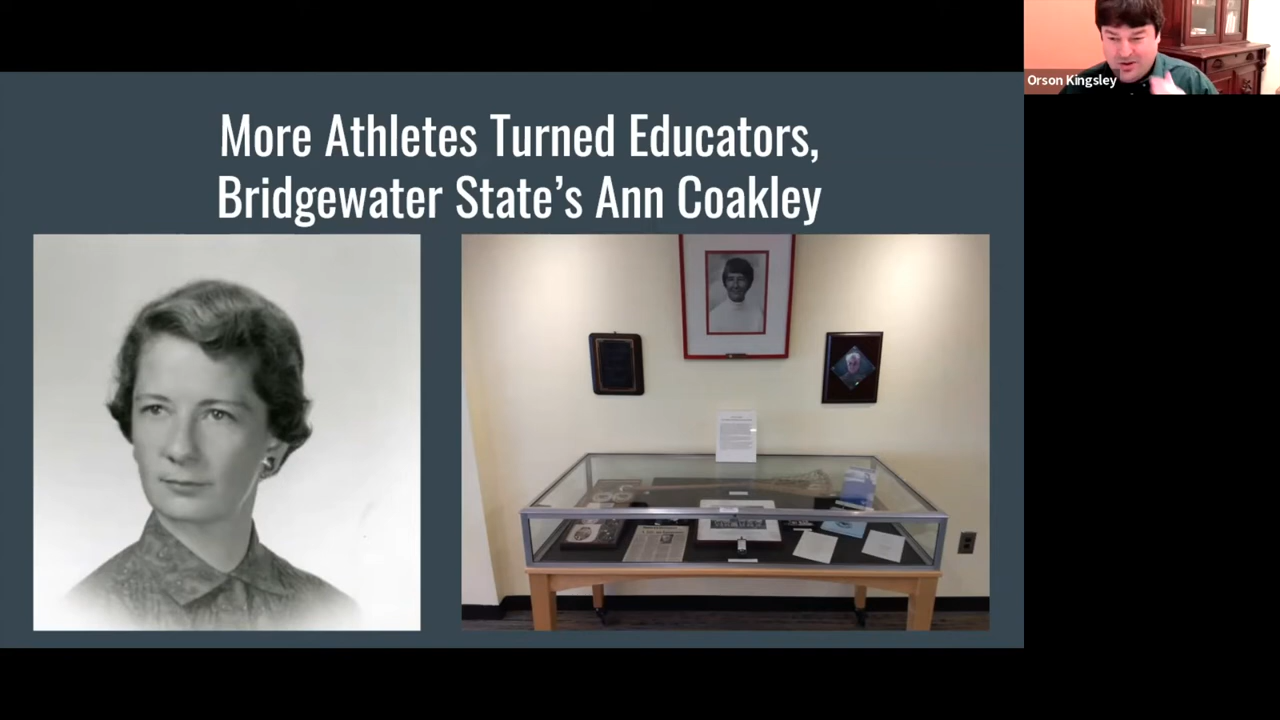 More Athletes Turned Educators,
Bridgewater State’s Ann Coakley
Orson Kingsley